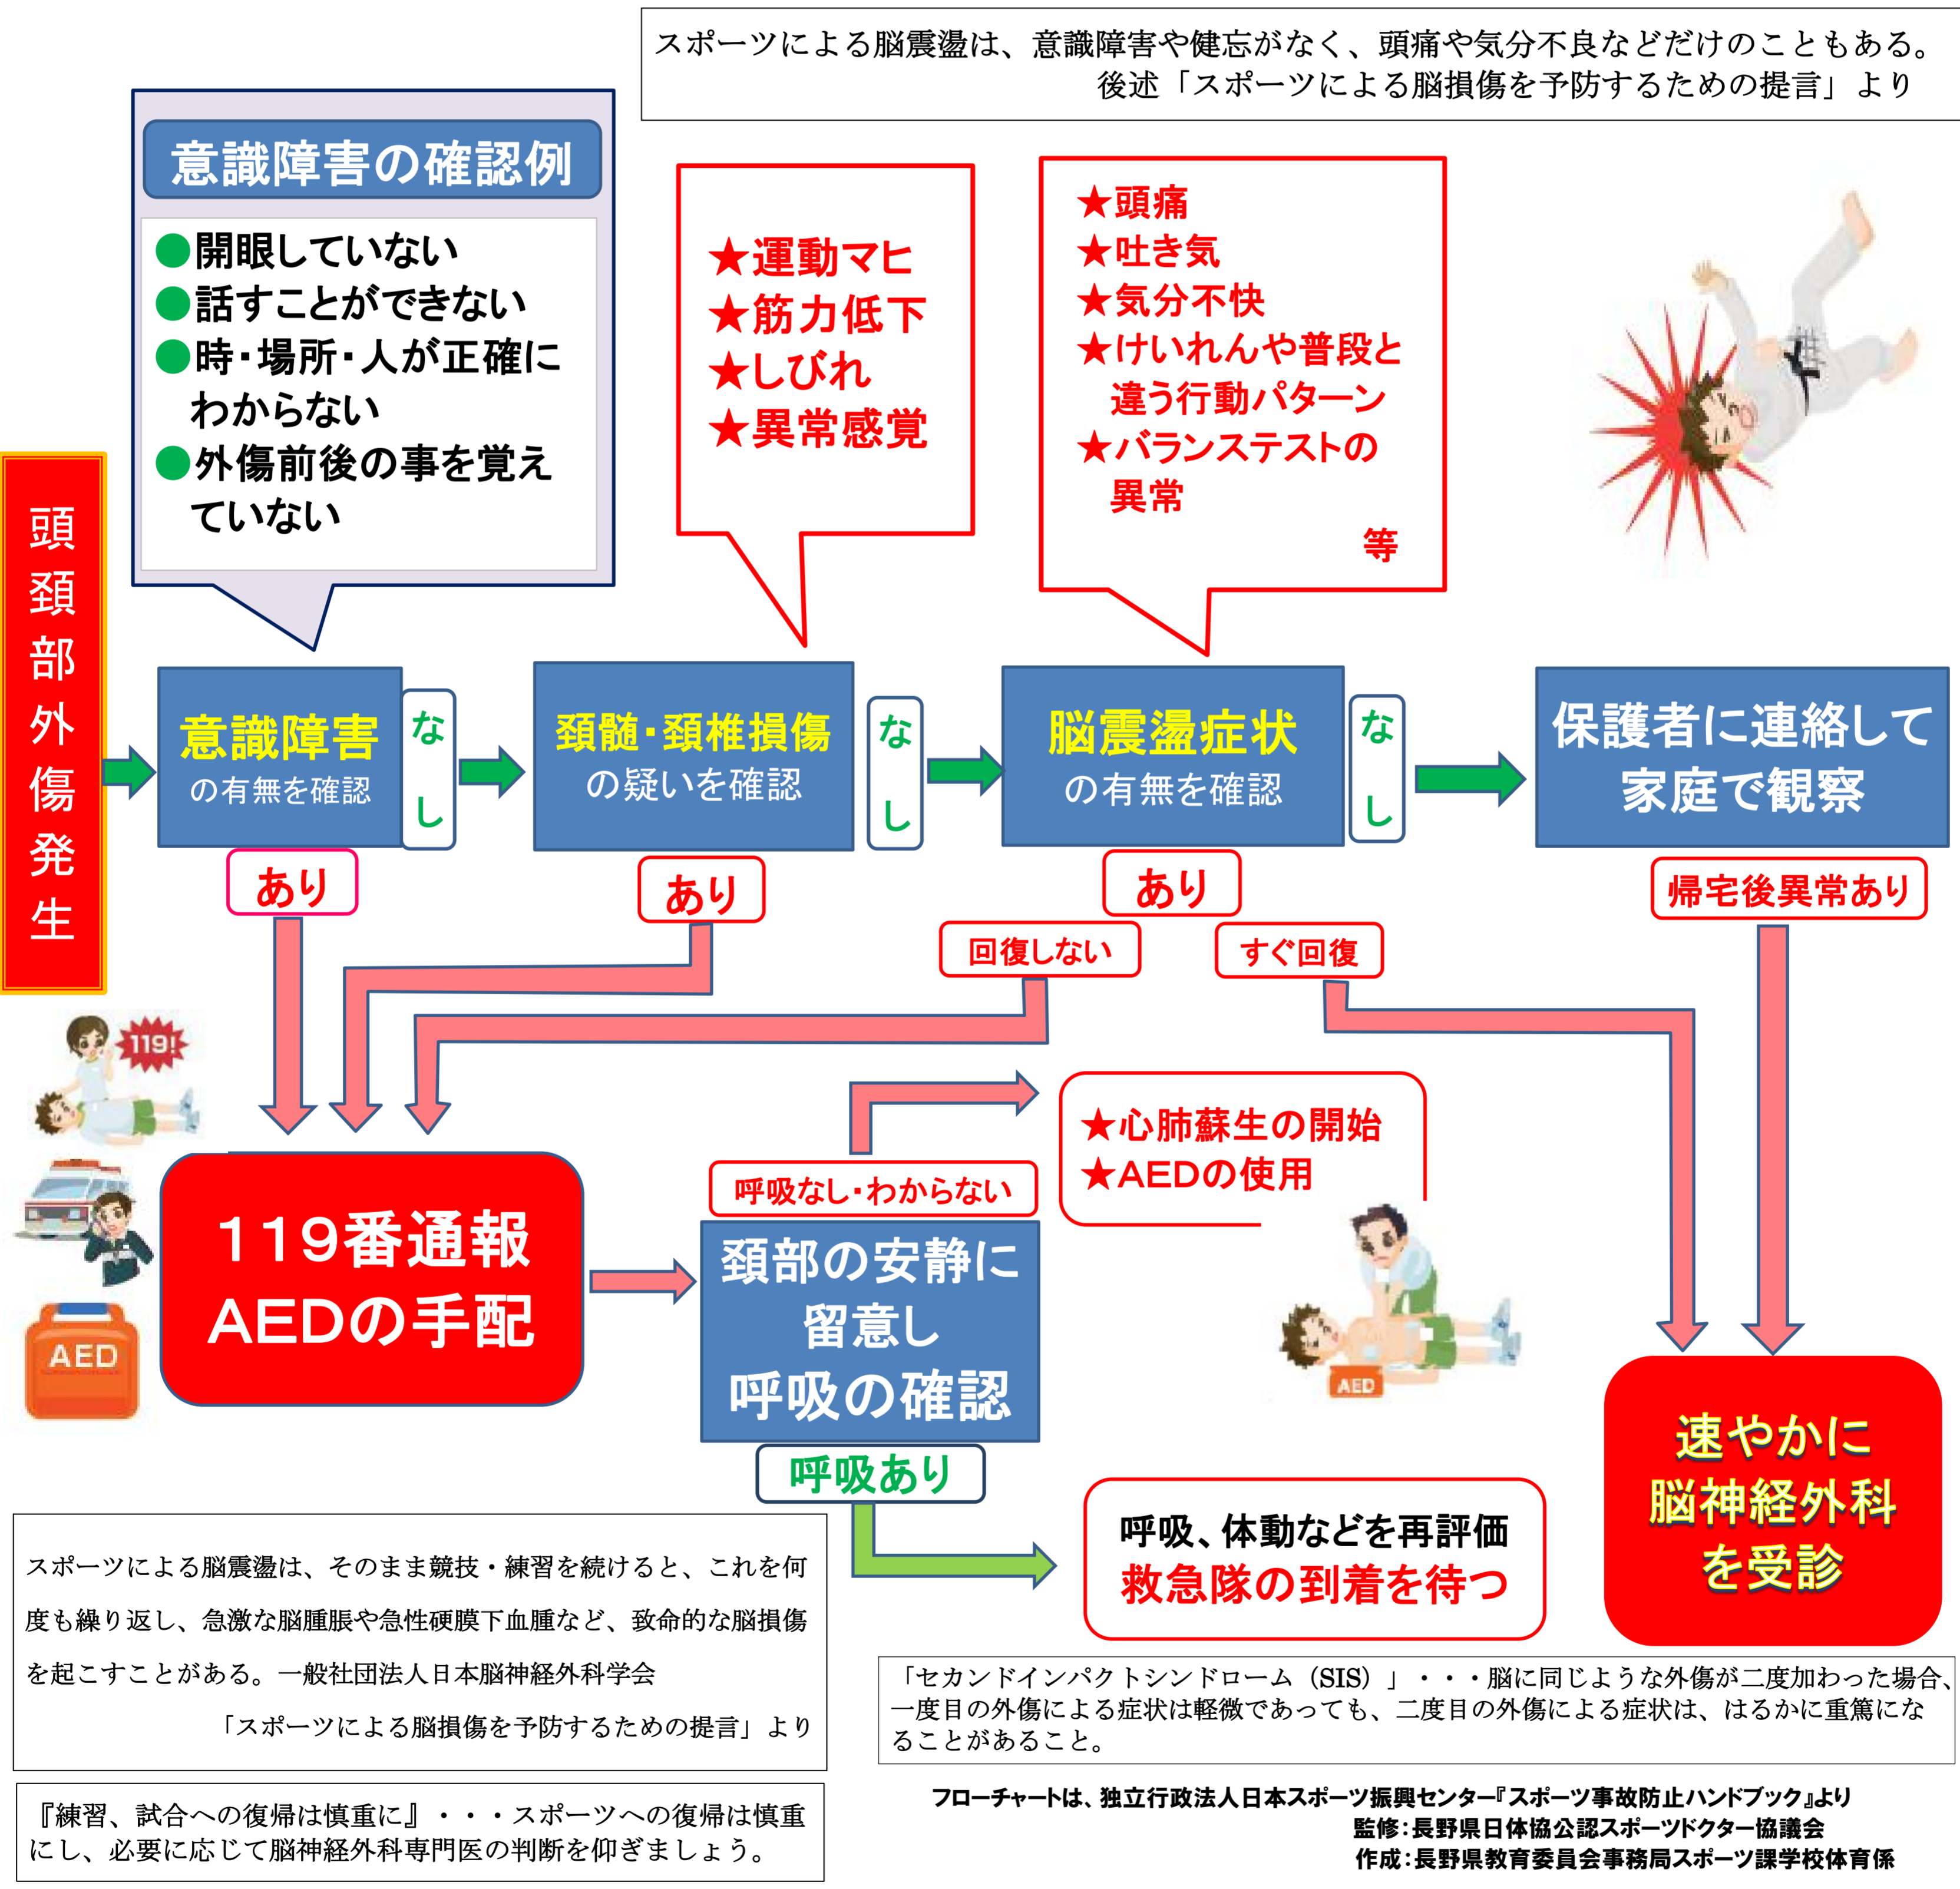 スポーツによる脳震盪は、意識障害や健忘がなく、頭痛や気分不良などだけのこともある。
後述「スポーツによる脳損傷を予防するための提言」より
意識障害の確認例
●開眼していない
●話すことができない
●時・場所・人が正確に
わからない
●外傷前後の事を覚え
ていない
★運動マヒ
★筋力低下
★しびれ
★異常感覚
★頭痛
★吐き気
★気分不快
★けいれんや普段と
違う行動パターン
★バランステストの
異常
等
頭頚部外傷発生
意識障害
の有無を確認
なし
あり
頚髄・頚椎損傷
の疑いを確認
なし
あり
脳震盪症状
の有無を確認
なし
あり
回復しない
すぐ回復
保護者に連絡して
家庭で観察
帰宅後異常あり
119!
AED
119番通報
AEDの手配
呼吸なし・わからない
頚部の安静に
留意し
呼吸の確認
呼吸あり
★心肺蘇生の開始
★AEDの使用
AED
呼吸、体動などを再評価
救急隊の到着を待つ
速やかに
脳神経外科
を受診
スポーツによる脳震盪は、そのまま競技・練習を続けると、これを何
度も繰り返し、急激な脳腫脹や急性硬膜下血腫など、致命的な脳損傷
を起こすことがある。一般社団法人日本脳神経外科学会
「スポーツによる脳損傷を予防するための提言」より
『練習、試合への復帰は慎重に』・・・スポーツへの復帰は慎重
にし、必要に応じて脳神経外科専門医の判断を仰ぎましょう。
「セカンドインパクトシンドローム（SIS）」・・・脳に同じような外傷が二度加わった場合、
一度目の外傷による症状は軽微であっても、二度目の外傷による症状は、はるかに重篤にな
ることがあること。
フローチャートは、独立行政法人日本スポーツ振興センター『スポーツ事故防止ハンドブック』より
監修：長野県日体協公認スポーツドクター協議会
作成：長野県教育委員会事務局スポーツ課学校体育係